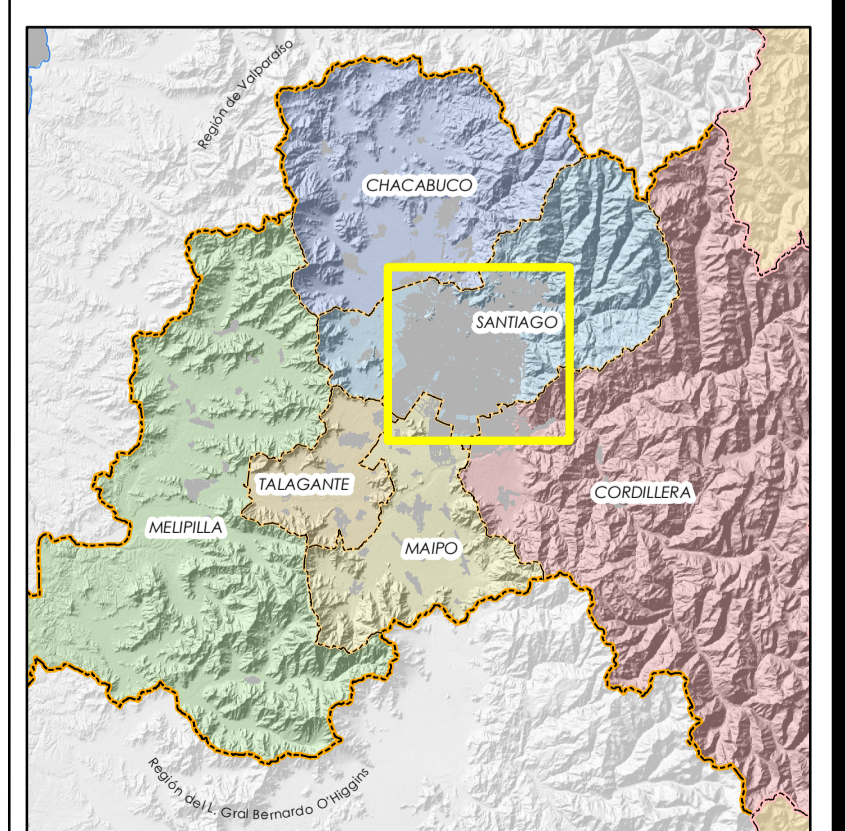 Región de Valparaíso
CHACABUCO
SANTIAGO
TALAGANTE
CORDILLERA
MELIPILLA
MAIPO
Región del L. Gral Bernardo O'Higgins